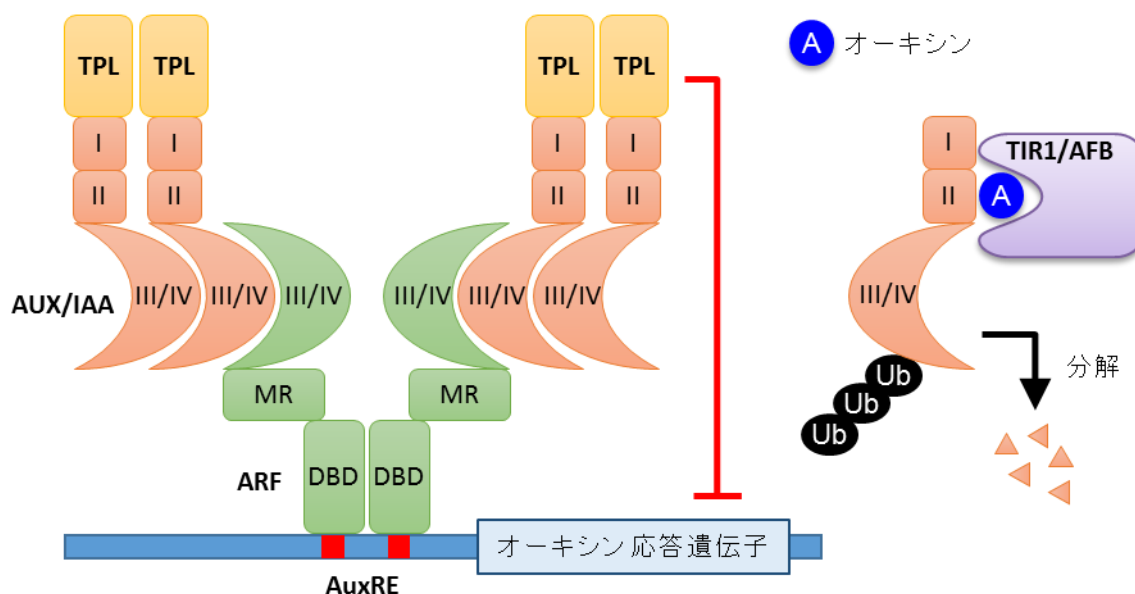 TPL TPL TPL TPL
A オーキシン
I I I I I
TIR1/AFB
II II II II II A
AUX/IAA III/IV III/IV III/IV III/IV III/IV III/IV III/IV
MR MR
分解
Ub
Ub
Ub
ARF DBD DBD
オーキシン応答遺伝子
AuxRE